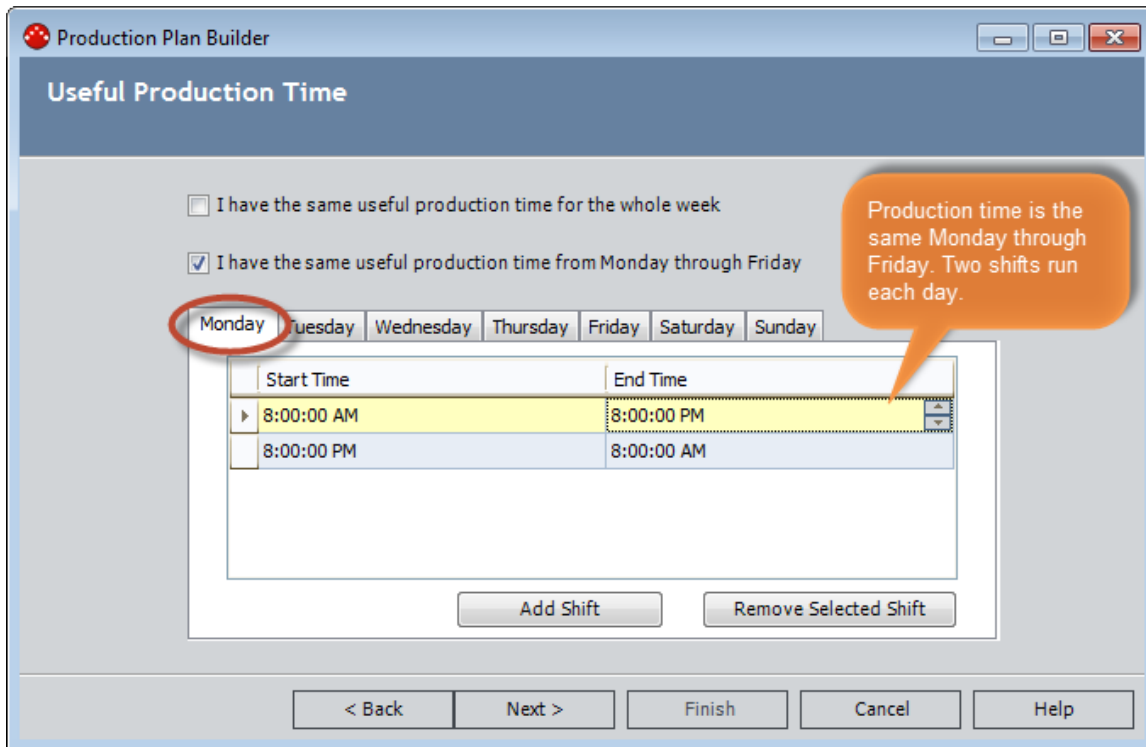 Production Plan Builder
Useful Production Time
I have the same useful production time for the whole week
I have the same useful production time from Monday through Friday
Production time is the
same Monday through
Friday. Two shifts run
each day.
Monday Tuesday Wednesday Thursday Friday Saturday Sunday
Start Time End Time
8:00:00 AM 8:00:00 PM
8:00:00 PM 8:00:00 AM
Add Shift Remove Selected Shift
< Back Next > Finish Cancel Help